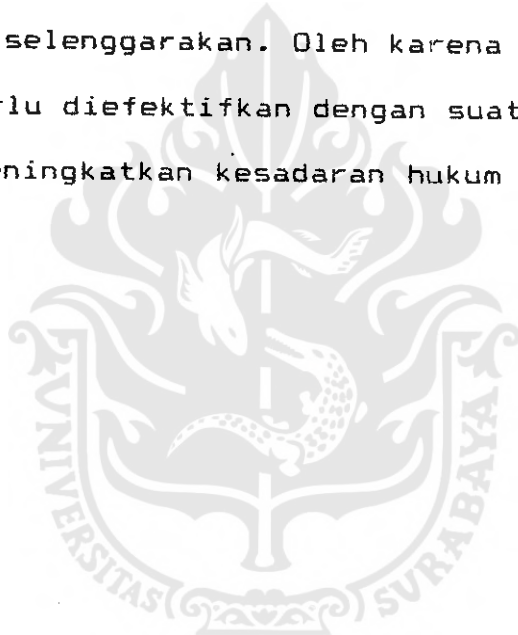 selenggarakan. Oleh karena
rlu diefektifkan dengan suat
eningkatkan kesadaran hukum
UNIVERSITAS SURABAYA